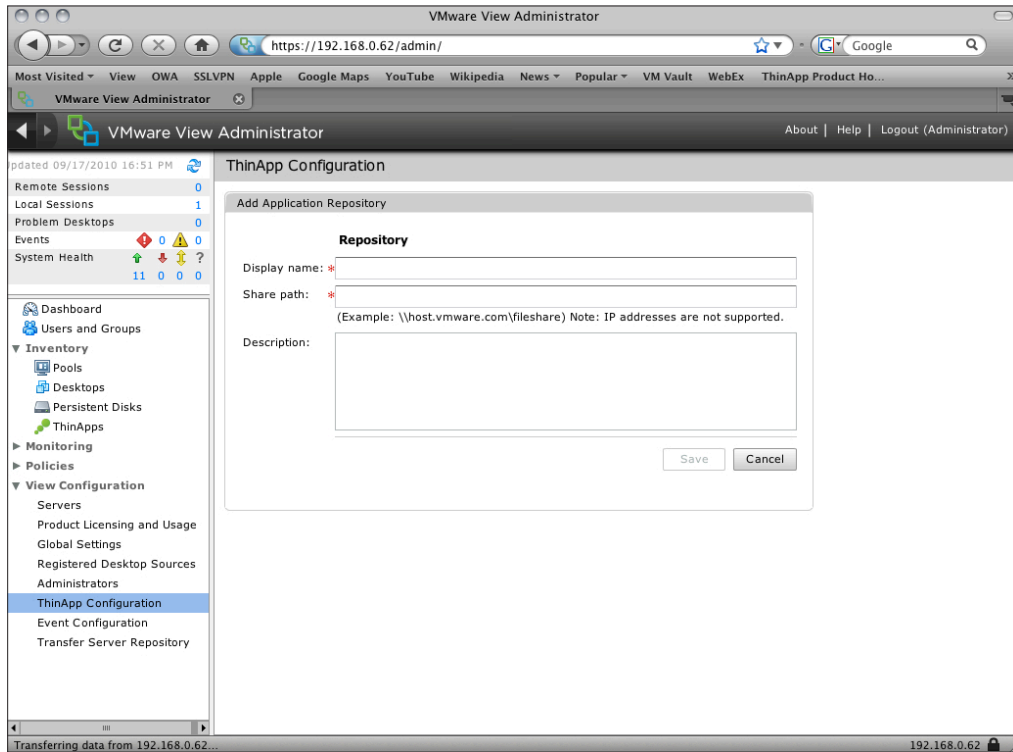 VMware View Administrator
https://192.168.0.62/admin/
Google
Most Visited View OWA SSLVPN Apple Google Maps YouTube Wikipedia News Popular VM Vault WebEx ThinApp Product Ho...
VMware View Administrator
VMware View Administrator
About | Help | Logout (Administrator)
pdated 09/17/2010 16:51 PM
Remote Sessions 0
Local Sessions 1
Problem Desktops 0
Events 0 0
System Health ?
11 0 0 0
Dashboard
Users and Groups
Inventory
Pools
Desktops
Persistent Disks
ThinApps
Monitoring
Policies
View Configuration
Servers
Product Licensing and Usage
Global Settings
Registered Desktop Sources
Administrators
ThinApp Configuration
Event Configuration
Transfer Server Repository
ThinApp Configuration
Add Application Repository
Repository
Display name: *
Share path: *
(Example: \\host.vmware.com\fileshare) Note: IP addresses are not supported.
Description:
Save Cancel
Transferring data from 192.168.0.62...
192.168.0.62